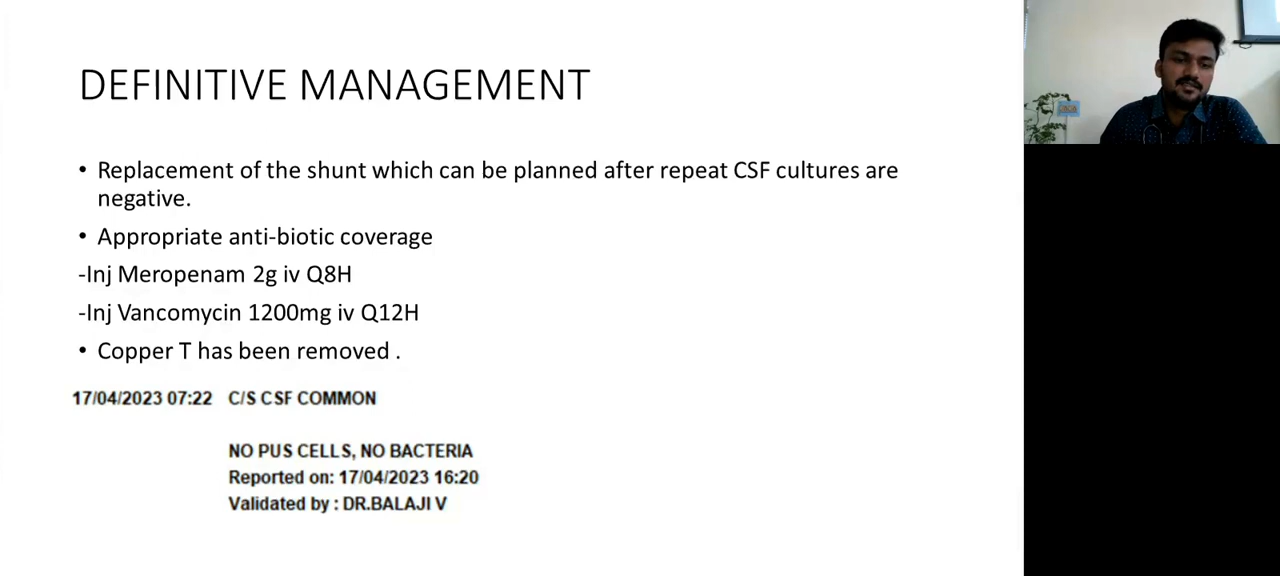 DEFINITIVE MANAGEMENT
• Replacement of the shunt which can be planned after repeat CSF cultures are
negative.
• Appropriate anti-biotic coverage
-Inj Meropenam 2g iv Q8H
-Inj Vancomycin 1200mg iv Q12H
• Copper T has been removed .
17/04/2023 07:22 C/S CSF COMMON
NO PUS CELLS, NO BACTERIA
Reported on: 17/04/2023 16:20
Validated by : DR.BALAJI V